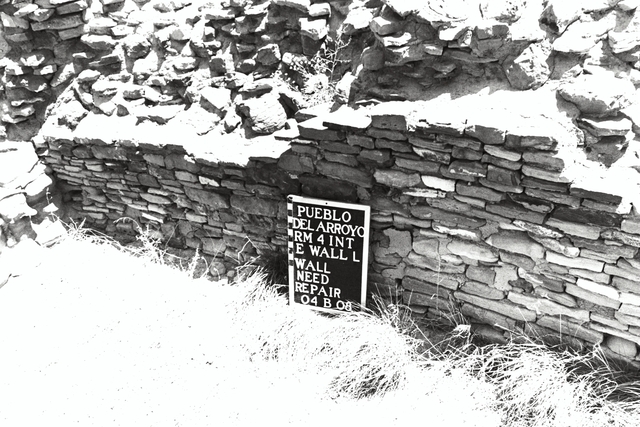 PUEBLO
DEL ARROYO
RM 4 INT
E WALL L
WALL
NEED
REPAIR
04 B 08